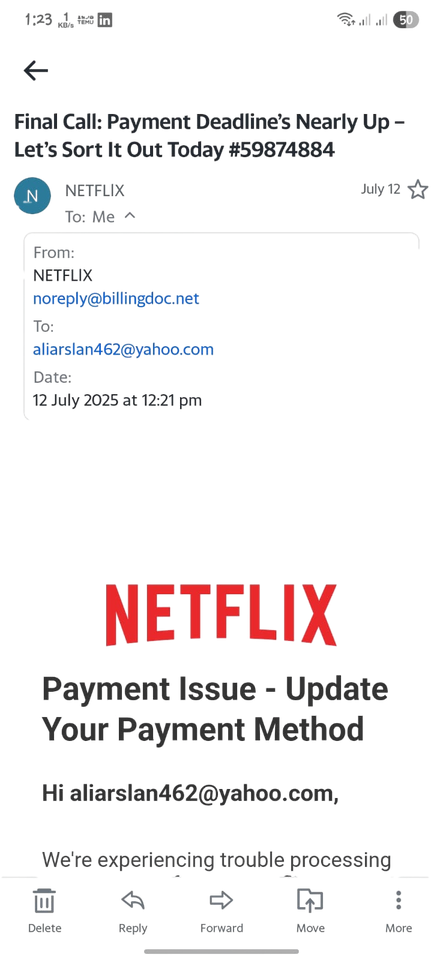 1:23 1 KB/s TEMU in 50
Final Call: Payment Deadline's Nearly Up –
Let's Sort It Out Today #59874884
N NETFLIX July 12
To: Me
From:
NETFLIX
noreply@billingdoc.net
To:
aliarslan462@yahoo.com
Date:
12 July 2025 at 12:21 pm
NETFLIX
Payment Issue - Update
Your Payment Method
Hi aliarslan462@yahoo.com,
We're experiencing trouble processing
Delete Reply Forward Move More